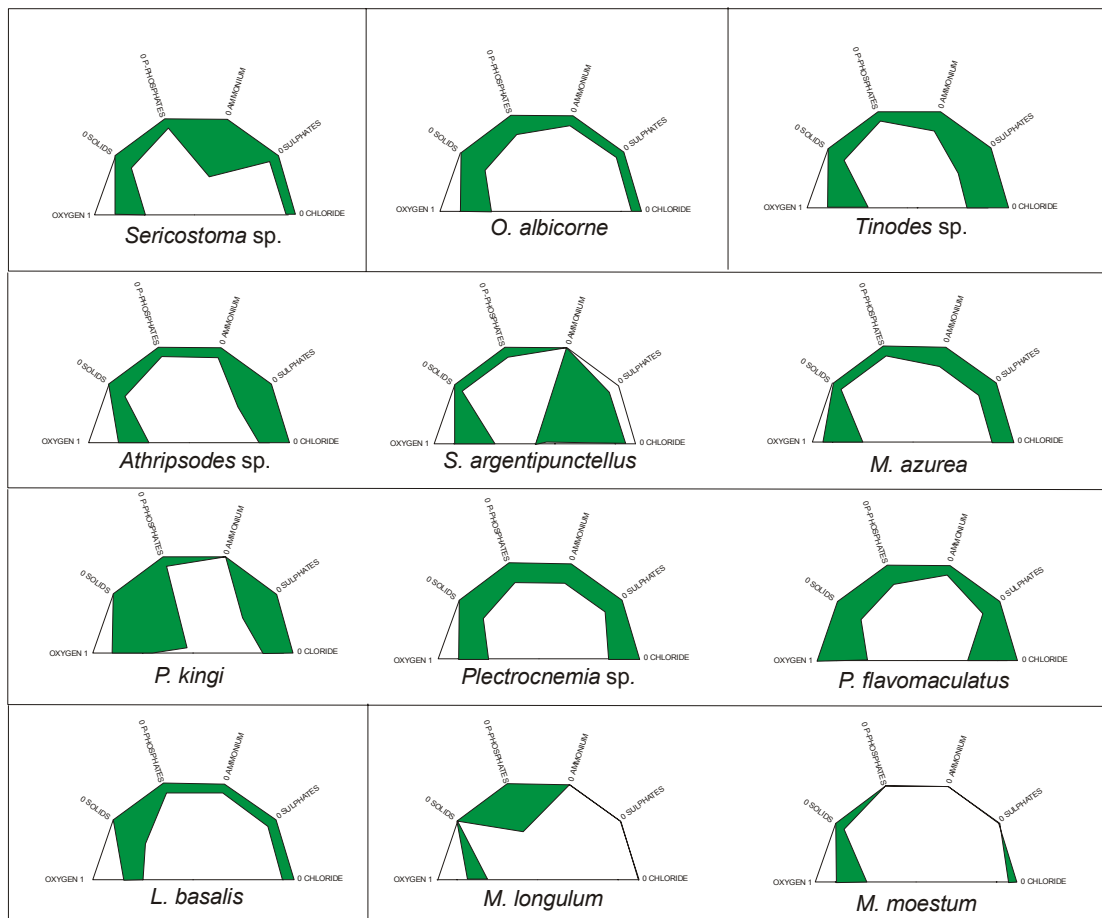 0 P-PHOSPHATES
0 AMMONIUM
0 SOLIDS
0 SULPHATES
OXYGEN 1
0 CHLORIDE
Sericostoma sp.
0 P-PHOSPHATES
0 AMMONIUM
0 SOLIDS
0 SULPHATES
OXYGEN 1
0 CHLORIDE
O. albicorne
0 P-PHOSPHATES
0 AMMONIUM
0 SOLIDS
0 SULPHATES
OXYGEN 1
0 CHLORIDE
Tinodes sp.
0 P-PHOSPHATES
0 AMMONIUM
0 SOLIDS
0 SULPHATES
OXYGEN 1
0 CHLORIDE
Athripsodes sp.
0 P-PHOSPHATES
0 AMMONIUM
0 SOLIDS
0 SULPHATES
OXYGEN 1
0 CHLORIDE
S. argentipunctellus
0 P-PHOSPHATES
0 AMMONIUM
0 SOLIDS
0 SULPHATES
OXYGEN 1
0 CHLORIDE
M. azurea
0 P-PHOSPHATES
0 AMMONIUM
0 SOLIDS
0 SULPHATES
OXYGEN 1
0 CLORIDE
P. kingi
0 P-PHOSPHATES
0 AMMONIUM
0 SOLIDS
0 SULPHATES
OXYGEN 1
0 CHLORIDE
Plectrocnemia sp.
0 P-PHOSPHATES
0 AMMONIUM
0 SOLIDS
0 SULPHATES
OXYGEN 1
0 CHLORIDE
P. flavomaculatus
0 P-PHOSPHATES
0 AMMONIUM
0 SOLIDS
0 SULPHATES
OXYGEN 1
0 CHLORIDE
L. basalis
0 P-PHOSPHATES
0 AMMONIUM
0 SOLIDS
0 SULPHATES
OXYGEN 1
0 CHLORIDE
M. longulum
0 P-PHOSPHATES
0 AMMONIUM
0 SOLIDS
0 SULPHATES
OXYGEN 1
0 CHLORIDE
M. moestum